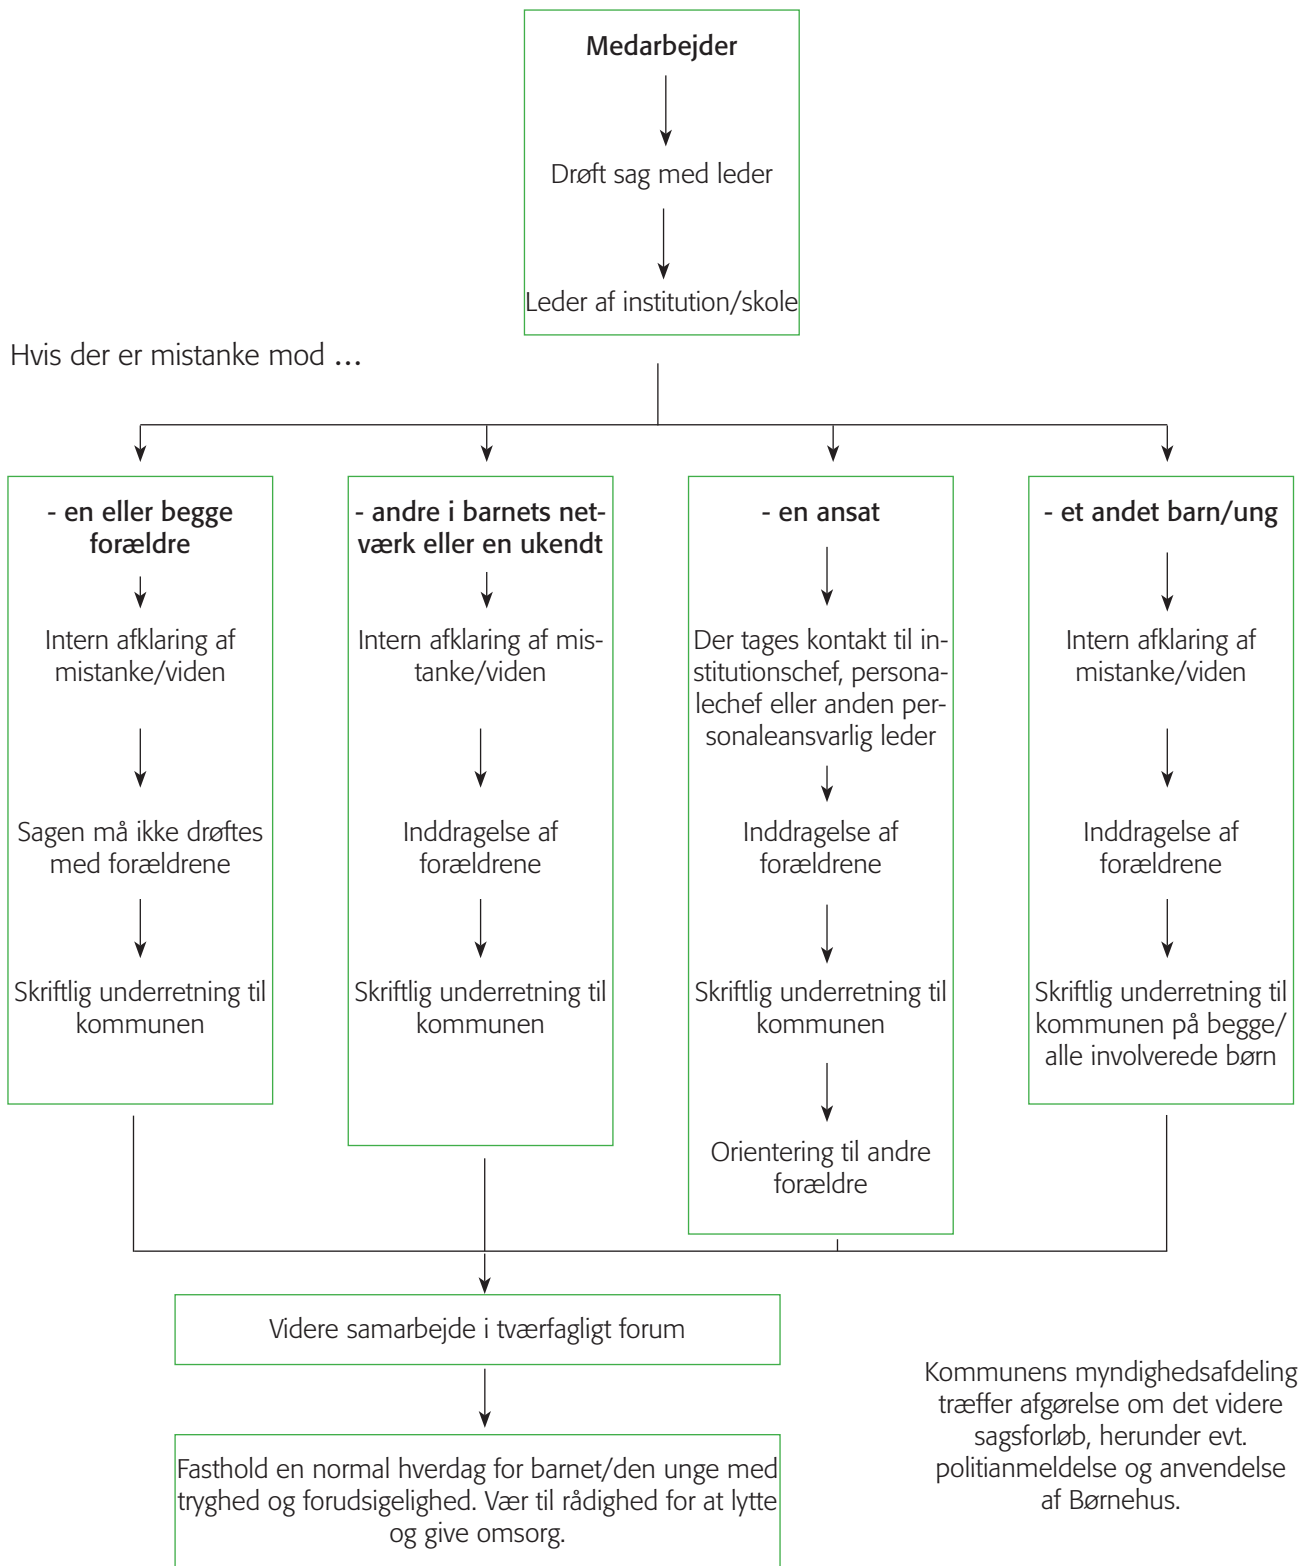 Medarbejder
Drøft sag med leder
Leder af institution/skole
Hvis der er mistanke mod ...
- en eller begge
forældre
Intern afklaring af
mistanke/viden
Sagen må ikke drøftes
med forældrene
Skriftlig underretning til
kommunen
- andre i barnets net-
værk eller en ukendt
Intern afklaring af mis-
tanke/viden
Inddragelse af
forældrene
Skriftlig underretning til
kommunen
- en ansat
Der tages kontakt til in-
stitutionschef, persona-
lechef eller anden per-
sonaleansvarlig leder
Inddragelse af
forældrene
Skriftlig underretning til
kommunen
Orientering til andre
forældre
- et andet barn/ung
Intern afklaring af
mistanke/viden
Inddragelse af
forældrene
Skriftlig underretning til
kommunen på begge/
alle involverede børn
Videre samarbejde i tværfagligt forum
Fasthold en normal hverdag for barnet/den unge med
tryghed og forudsigelighed. Vær til rådighed for at lytte
og give omsorg.
Kommunens myndighedsafdeling
træffer afgørelse om det videre
sagsforløb, herunder evt.
politianmeldelse og anvendelse
af Børnehus.